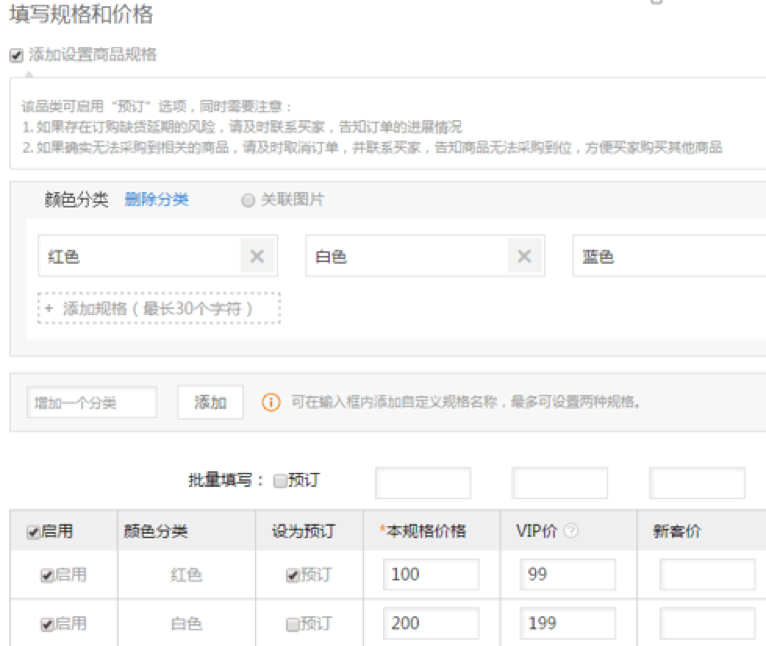 填写规格和价格
添加设置商品规格
该品类可启用“预订”选项，同时需要注意：
1. 如果存在订购缺货延期的风险，请及时联系买家，告知订单的进展情况
2. 如果确实无法采购到相关的商品，请及时取消订单，并联系买家，告知商品无法采购到位，方便买家购买其他商品
颜色分类 删除分类 关联图片
红色 × 白色 × 蓝色
+ 添加规格（最长30个字符）
增加一个分类 添加 可在输入框内添加自定义规格名称，最多可设置两种规格。
批量填写： 预订
启用 颜色分类 设为预订 *本规格价格 VIP价 ? 新客价
启用 红色 预订 100 99
启用 白色 预订 200 199